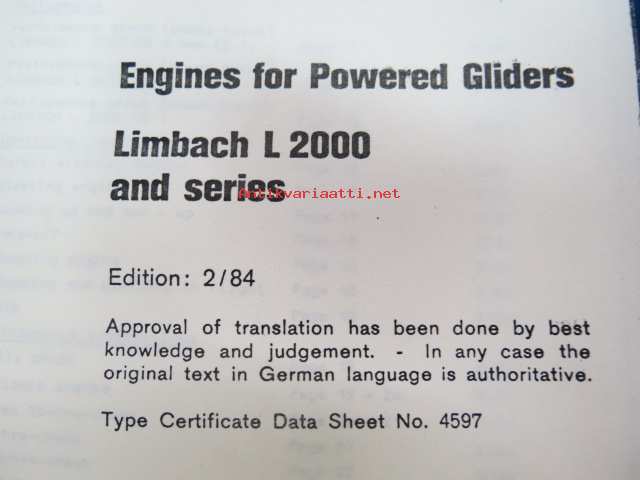 Engines for Powered Gliders
Limbach L 2000
and series
Antikvariaatti.net
Edition: 2/84
Approval of translation has been done by best
knowledge and judgement. - In any case the
original text in German language is authoritative.
Type Certificate Data Sheet No. 4597